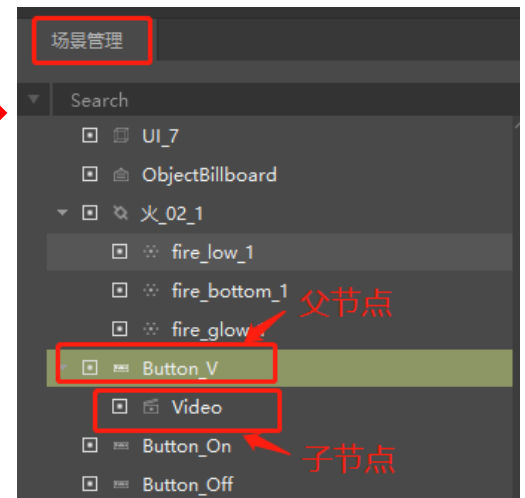 场景管理
Search
UI_7
ObjectBillboard
火_02_1
fire_low_1
fire_bottom_1
父节点
fire_glow_1
Button_V
Video
Button_On
子节点
Button_Off